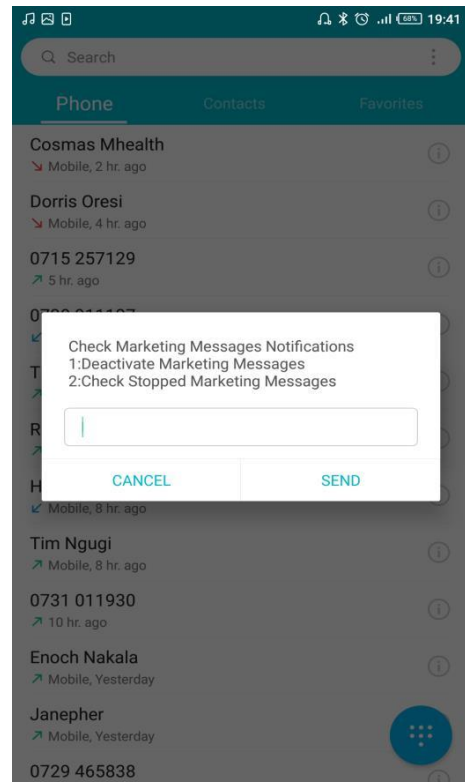 68% 19:41
Search
Phone Contacts Favorites
Cosmas Mhealth
Mobile, 2 hr. ago
Dorris Oresi
Mobile, 4 hr. ago
0715 257129
5 hr. ago
Check Marketing Messages Notifications
1:Deactivate Marketing Messages
2:Check Stopped Marketing Messages
CANCEL SEND
Mobile, 8 hr. ago
Tim Ngugi
Mobile, 8 hr. ago
0731 011930
10 hr. ago
Enoch Nakala
Mobile, Yesterday
Janepher
Mobile, Yesterday
0729 465838